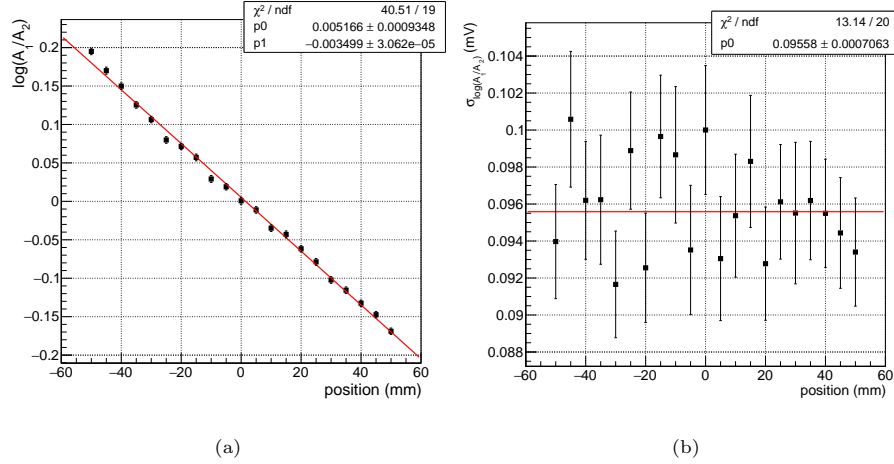 χ² / ndf 40.51 / 19
p0 0.005166 ± 0.0009348
p1 −0.003499 ± 3.062e−05
log(A₁/A₂)
0.2
0.15
0.1
0.05
0
−0.05
−0.1
−0.15
−0.2
−60 −40 −20 0 20 40 60
position (mm)
(a)
χ² / ndf 13.14 / 20
p0 0.09558 ± 0.0007063
σlog(A₁/A₂) (mV)
0.104
0.102
0.1
0.098
0.096
0.094
0.092
0.09
0.088
−60 −40 −20 0 20 40 60
position (mm)
(b)